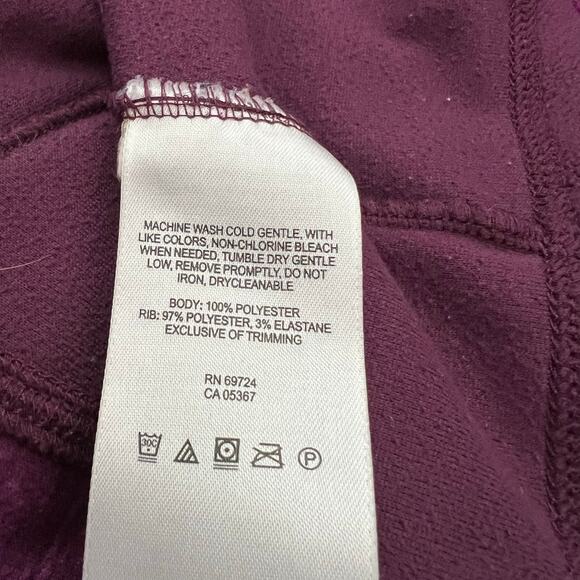 MACHINE WASH COLD GENTLE, WITH
LIKE COLORS, NON-CHLORINE BLEACH
WHEN NEEDED, TUMBLE DRY GENTLE
LOW, REMOVE PROMPTLY, DO NOT
IRON, DRYCLEANABLE
BODY: 100% POLYESTER
RIB: 97% POLYESTER, 3% ELASTANE
EXCLUSIVE OF TRIMMING
RN 69724
CA 05367
30C P